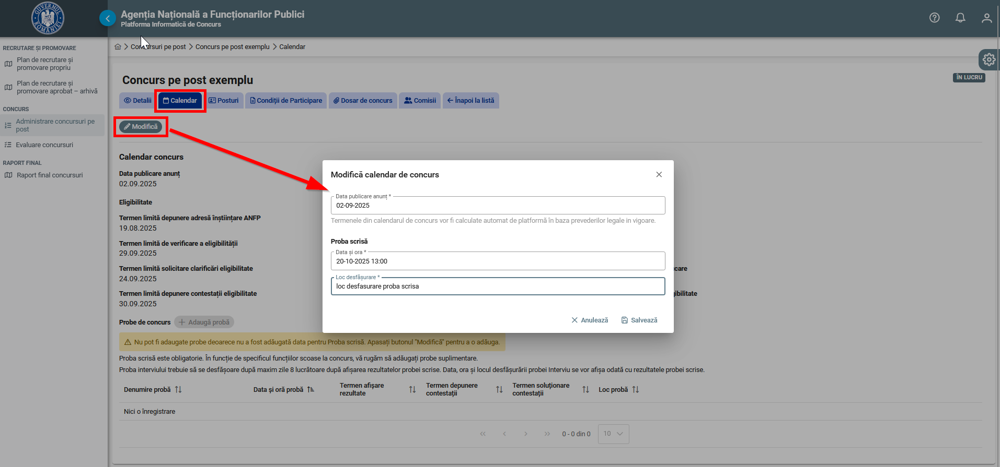 GUVERNUL
ROMÂNIEI
Agenția Națională a Funcționarilor Publici
Platforma Informatică de Concurs
RECRUTARE ȘI PROMOVARE
Plan de recrutare și
promovare propriu
Plan de recrutare și
promovare aprobat – arhivă
CONCURS
Administrare concursuri pe
post
Evaluare concursuri
RAPORT FINAL
Raport final concursuri
Concursuri pe post
Concurs pe post exemplu
Calendar
Concurs pe post exemplu
ÎN LUCRU
Detalii
Calendar
Posturi
Condiții de Participare
Dosar de concurs
Comisii
Înapoi la listă
Modifică
Calendar concurs
Data publicare anunț
02.09.2025
Eligibilitate
Termen limită depunere adresă înștiințare ANFP
19.08.2025
Termen limită de verificare a eligibilității
29.09.2025
Termen limită solicitare clarificări eligibilitate
24.09.2025
Termen limită depunere contestații eligibilitate
30.09.2025
care
ibilitate
Modifică calendar de concurs
Data publicare anunț *
02-09-2025
Termenele din calendarul de concurs vor fi calculate automat de platformă în baza prevederilor legale in vigoare.
Proba scrisă
Data și ora *
20-10-2025 13:00
Loc desfășurare *
loc desfasurare proba scrisa
Anulează
Salvează
Probe de concurs
Adaugă probă
Nu pot fi adaugate probe deoarece nu a fost adăugată data pentru Proba scrisă. Apasați butonul "Modifică" pentru a o adăuga.
Proba scrisă este obligatorie. În funcție de specificul funcțiilor scoase la concurs, vă rugăm să adăugați probe suplimentare.
Proba interviului trebuie să se desfășoare după maxim zile 8 lucrătoare după afișarea rezultatelor probei scrise. Data, ora și locul desfășurării probei Interviu se vor afișa odată cu rezultatele probei scrise.
Denumire probă
Data și oră probă
Termen afișare
rezultate
Termen depunere
contestații
Termen soluționare
contestații
Loc probă
Nici o înregistrare
0 - 0 din 0
10